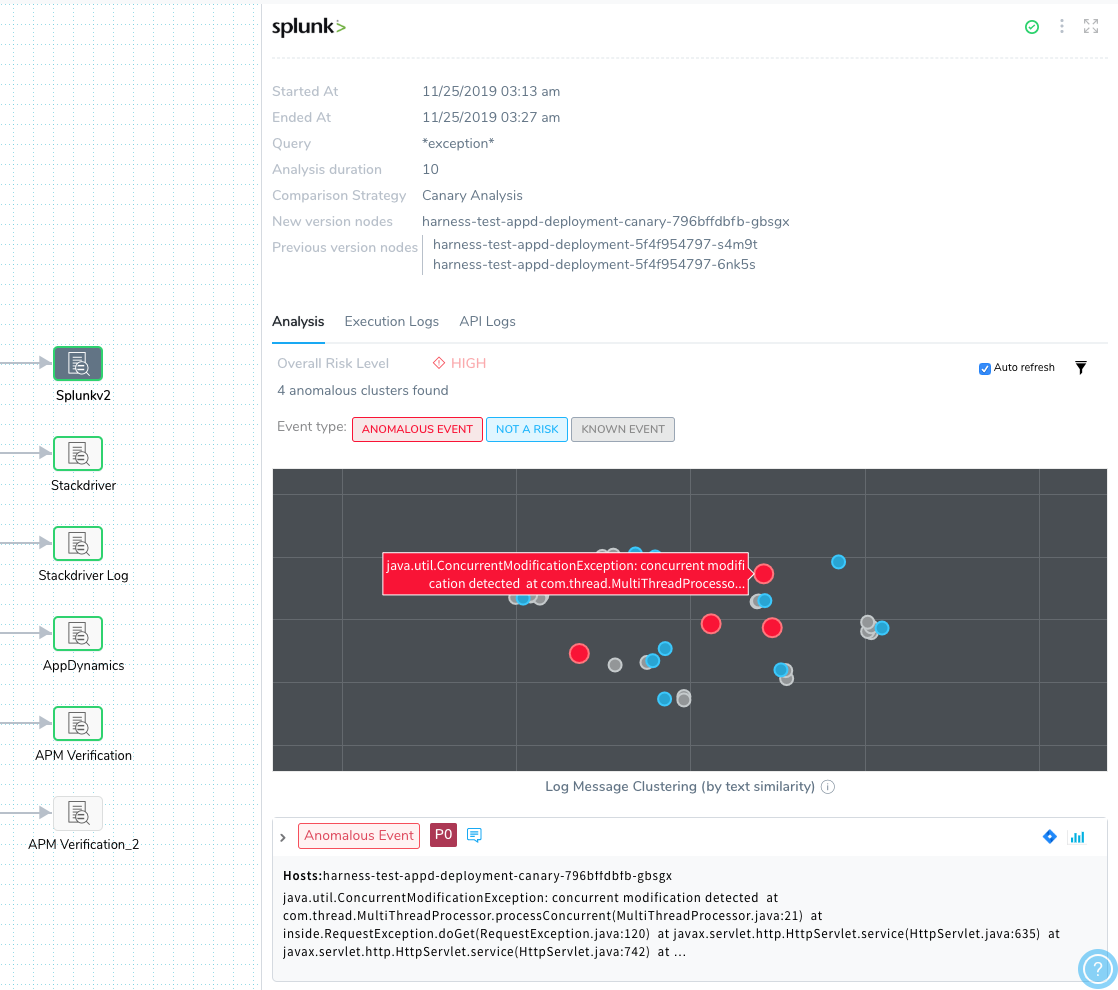 splunk>
Started At 11/25/2019 03:13 am
Ended At 11/25/2019 03:27 am
Query *exception*
Analysis duration 10
Comparison Strategy Canary Analysis
New version nodes harness-test-appd-deployment-canary-796bffdbfb-gbsgx
Previous version nodes harness-test-appd-deployment-5f4f954797-s4m9t
harness-test-appd-deployment-5f4f954797-6nk5s
Analysis Execution Logs API Logs
Overall Risk Level HIGH
Auto refresh
4 anomalous clusters found
Event type: ANOMALOUS EVENT NOT A RISK KNOWN EVENT
java.util.ConcurrentModificationException: concurrent modifi
cation detected at com.thread.MultiThreadProcesso...
Log Message Clustering (by text similarity) i
Anomalous Event P0
Hosts:harness-test-appd-deployment-canary-796bffdbfb-gbsgx
java.util.ConcurrentModificationException: concurrent modification detected at
com.thread.MultiThreadProcessor.processConcurrent(MultiThreadProcessor.java:21) at
inside.RequestException.doGet(RequestException.java:120) at javax.servlet.http.HttpServlet.service(HttpServlet.java:635) at
javax.servlet.http.HttpServlet.service(HttpServlet.java:742) at ...
?
Splunkv2
Stackdriver
Stackdriver Log
AppDynamics
APM Verification
APM Verification_2